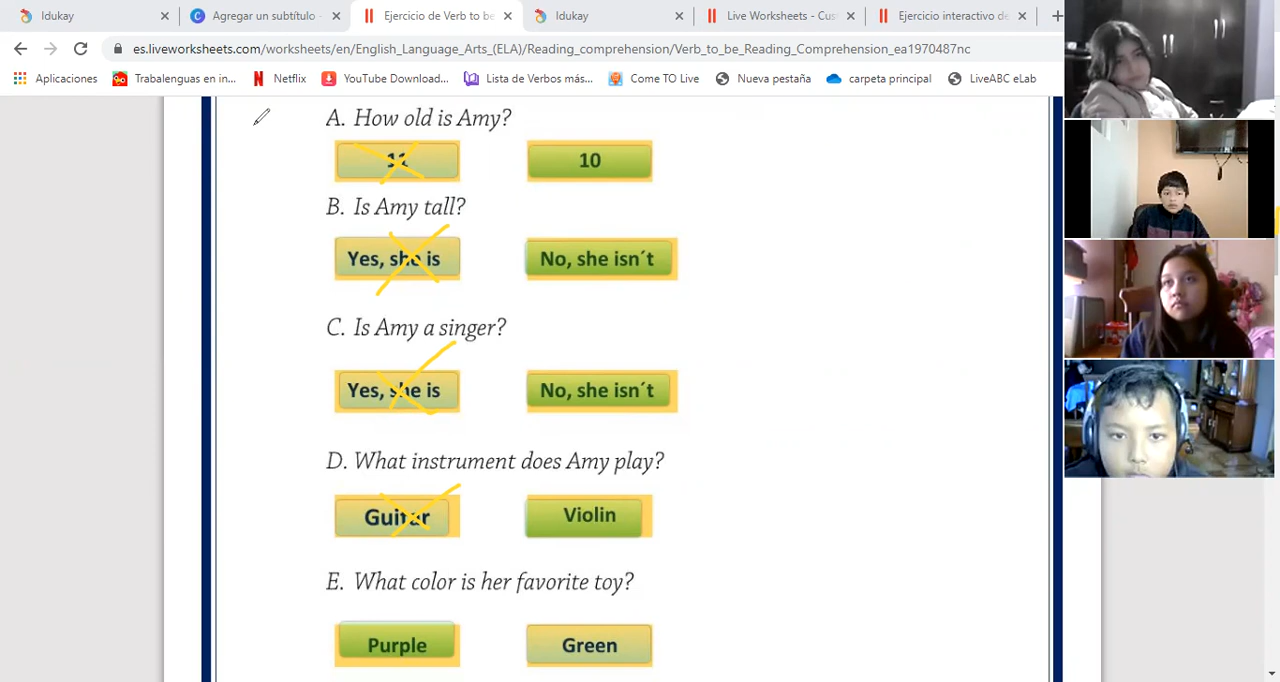 Idukay
Agregar un subtítulo
Ejercicio de Verb to be
Idukay
Live Worksheets - Cus
Ejercicio interactivo de
es.liveworksheets.com/worksheets/en/English_Language_Arts_(ELA)/Reading_comprehension/Verb_to_be_Reading_Comprehension_ea1970487nc
Aplicaciones Trabalenguas en in... Netflix YouTube Download... Lista de Verbos más... Come TO Live Nueva pestaña carpeta principal LiveABC eLab
A. How old is Amy?
10
B. Is Amy tall?
Yes, she is No, she isn´t
C. Is Amy a singer?
Yes, she is No, she isn´t
D. What instrument does Amy play?
Guitar Violin
E. What color is her favorite toy?
Purple Green